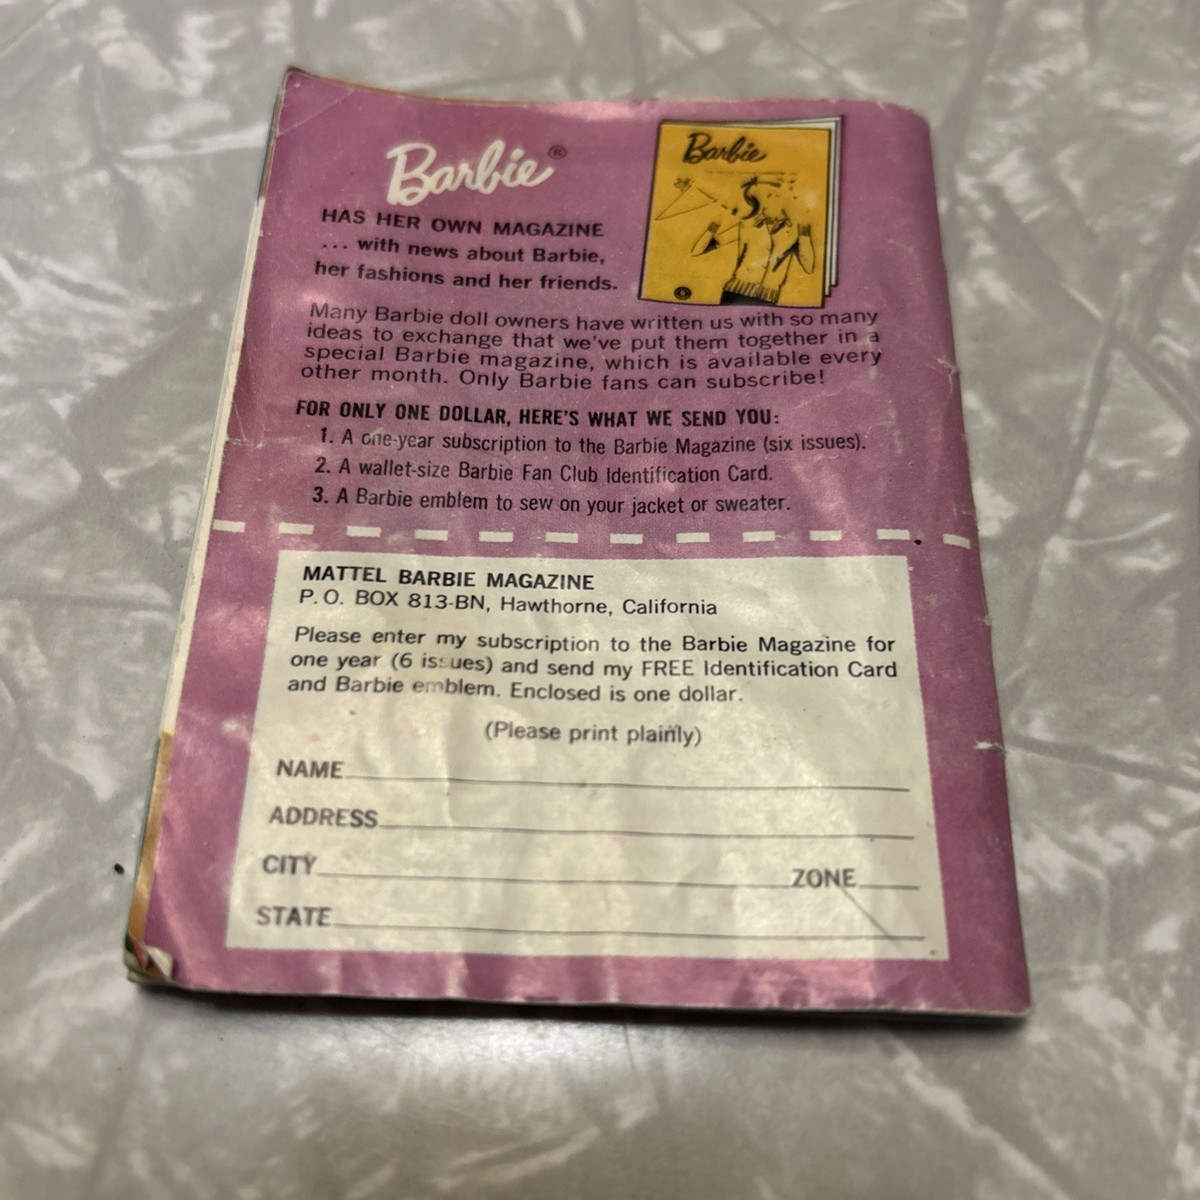 Barbie®
HAS HER OWN MAGAZINE
... with news about Barbie,
her fashions and her friends.
Barbie
Many Barbie doll owners have written us with so many
ideas to exchange that we've put them together in a
special Barbie magazine, which is available every
other month. Only Barbie fans can subscribe!
FOR ONLY ONE DOLLAR, HERE'S WHAT WE SEND YOU:
1. A one-year subscription to the Barbie Magazine (six issues).
2. A wallet-size Barbie Fan Club Identification Card.
3. A Barbie emblem to sew on your jacket or sweater.
MATTEL BARBIE MAGAZINE
P.O. BOX 813-BN, Hawthorne, California
Please enter my subscription to the Barbie Magazine for
one year (6 issues) and send my FREE Identification Card
and Barbie emblem. Enclosed is one dollar.
(Please print plainly)
NAME
ADDRESS
CITY ZONE
STATE